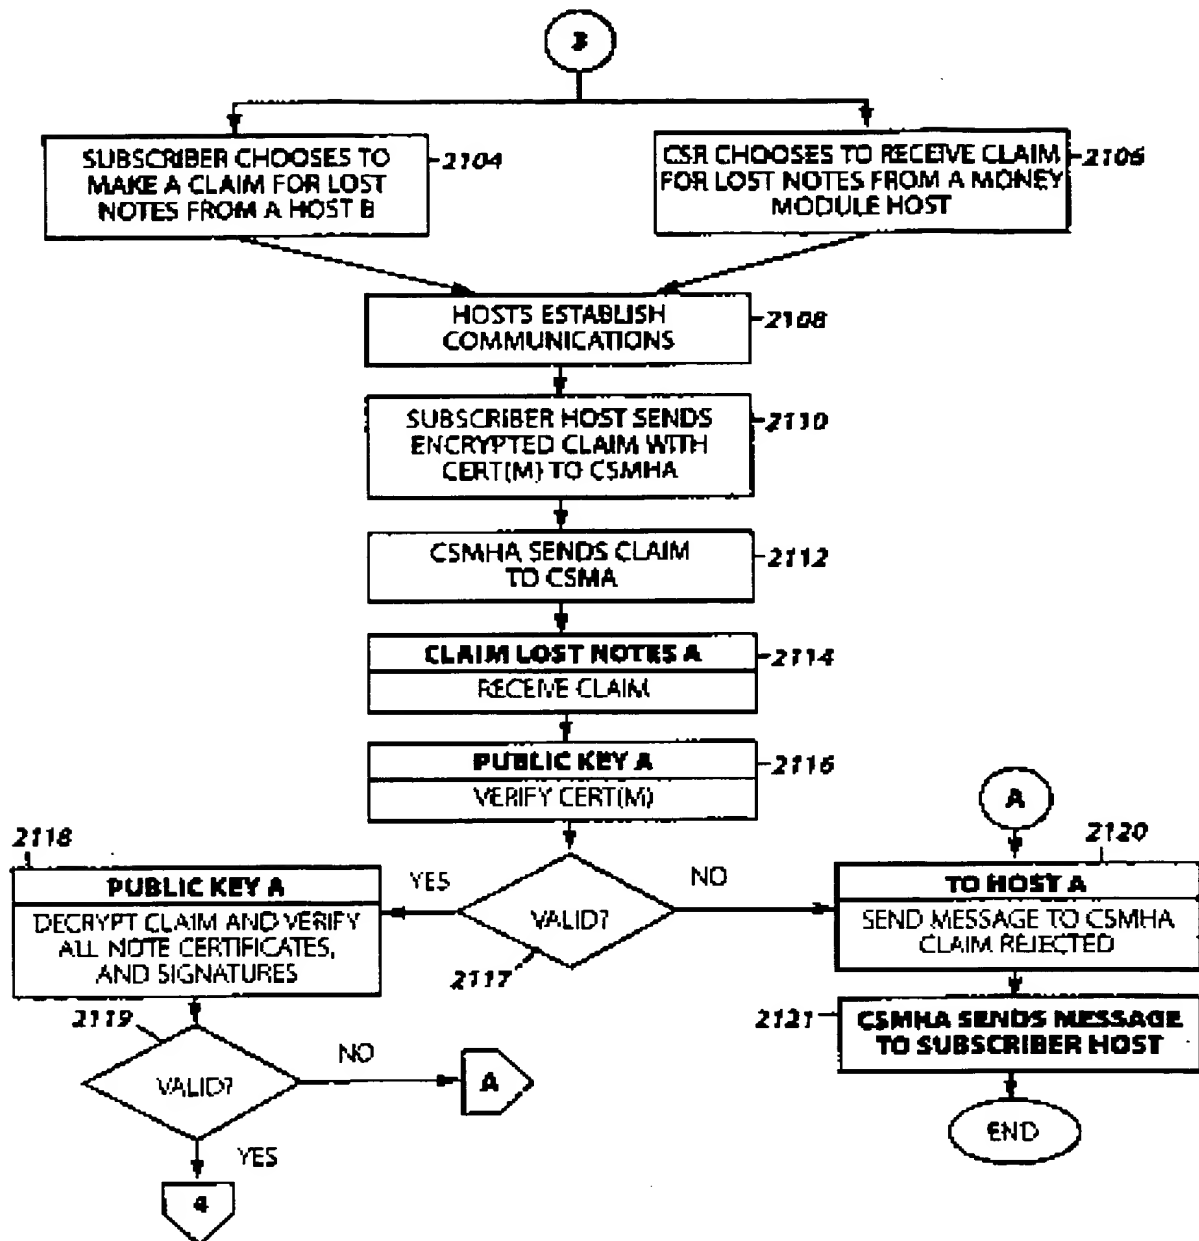 3
SUBSCRIBER CHOOSES TO
MAKE A CLAIM FOR LOST
NOTES FROM A HOST B
2104
CSR CHOOSES TO RECEIVE CLAIM
FOR LOST NOTES FROM A MONEY
MODULE HOST
2106
HOSTS ESTABLISH
COMMUNICATIONS
2108
SUBSCRIBER HOST SENDS
ENCRYPTED CLAIM WITH
CERT(M) TO CSMHA
2110
CSMHA SENDS CLAIM
TO CSMA
2112
CLAIM LOST NOTES A
RECEIVE CLAIM
2114
PUBLIC KEY A
VERIFY CERT(M)
2116
VALID?
2117
YES
NO
2118
PUBLIC KEY A
DECRYPT CLAIM AND VERIFY
ALL NOTE CERTIFICATES,
AND SIGNATURES
A
2120
TO HOST A
SEND MESSAGE TO CSMHA
CLAIM REJECTED
2121
CSMHA SENDS MESSAGE
TO SUBSCRIBER HOST
END
2119
VALID?
NO
A
YES
4